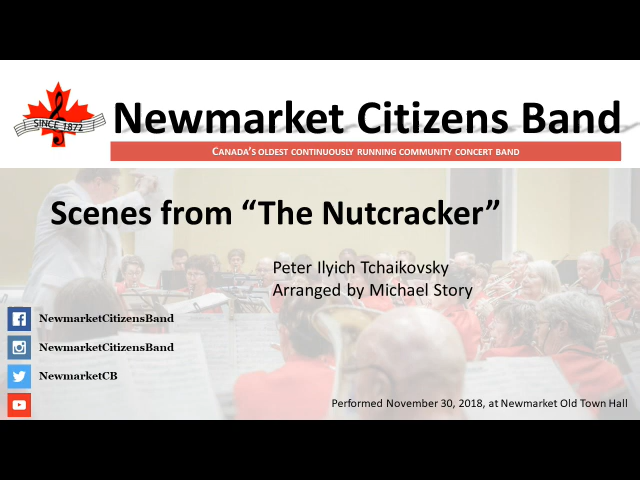 SINCE 1872
Newmarket Citizens Band
CANADA'S OLDEST CONTINUOUSLY RUNNING COMMUNITY CONCERT BAND
Scenes from “The Nutcracker”
Peter Ilyich Tchaikovsky
Arranged by Michael Story
NewmarketCitizensBand
NewmarketCitizensBand
NewmarketCB
Performed November 30, 2018, at Newmarket Old Town Hall